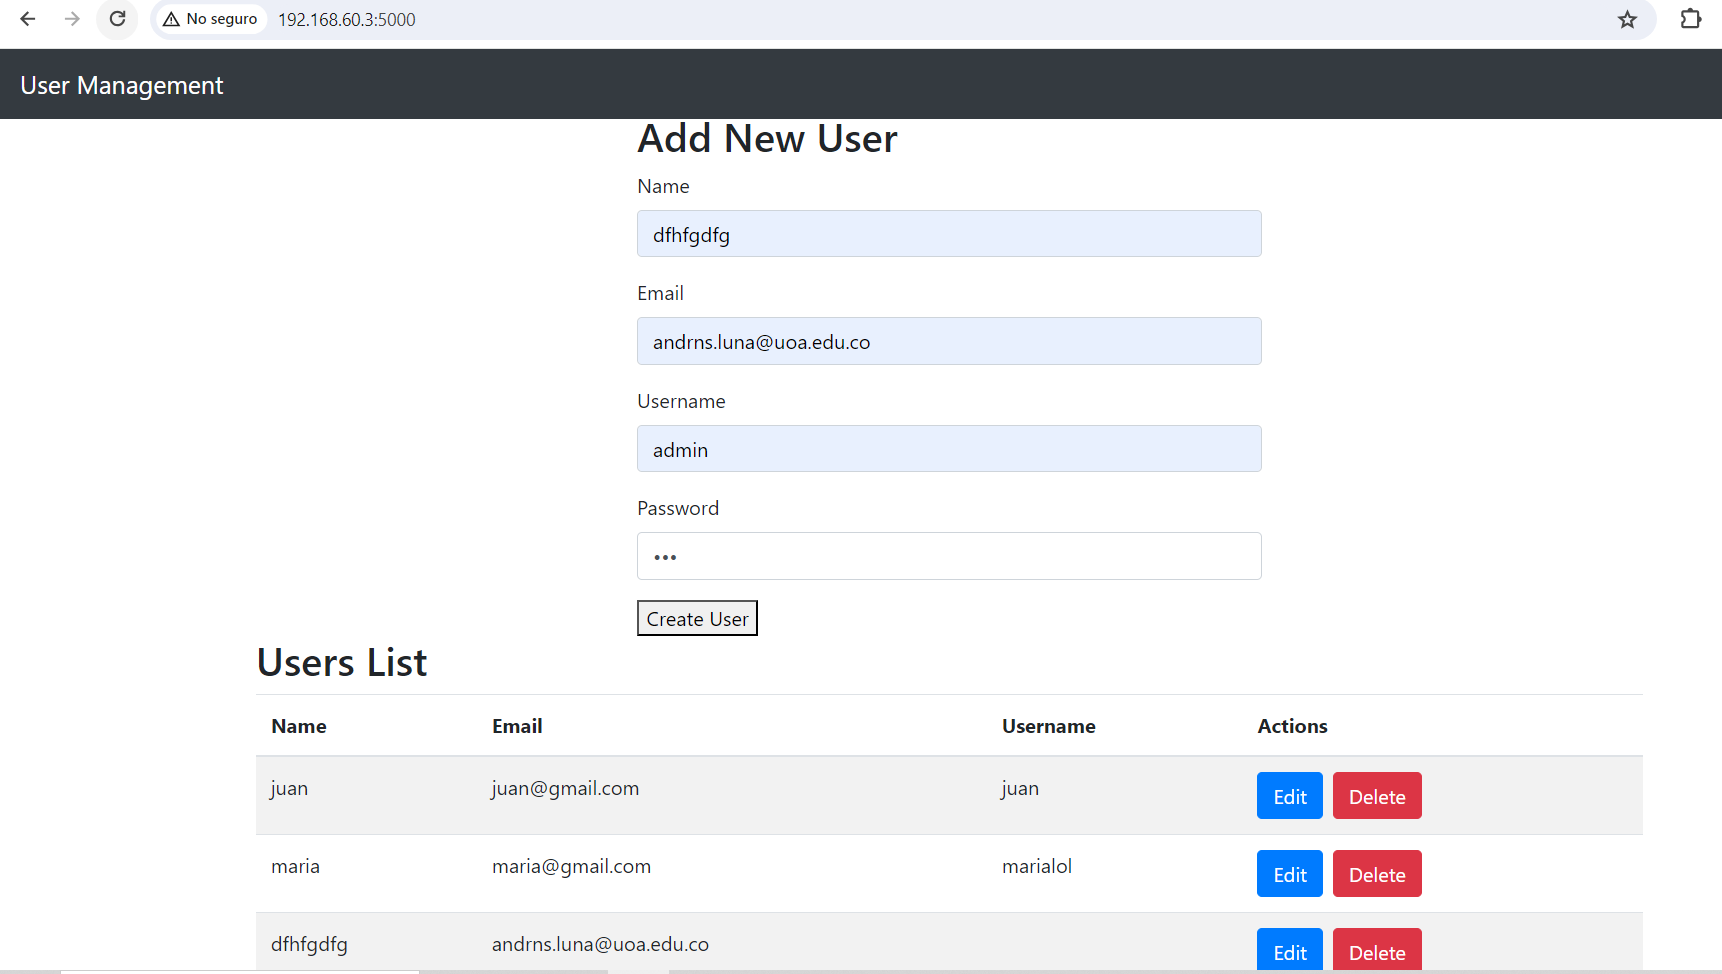 No seguro 192.168.60.3:5000
User Management
Add New User
Name
dfhfgdfg
Email
andrns.luna@uoa.edu.co
Username
admin
Password
•••
Create User
Users List
Name Email Username Actions
juan juan@gmail.com juan Edit Delete
maria maria@gmail.com marialol Edit Delete
dfhfgdfg andrns.luna@uoa.edu.co Edit Delete